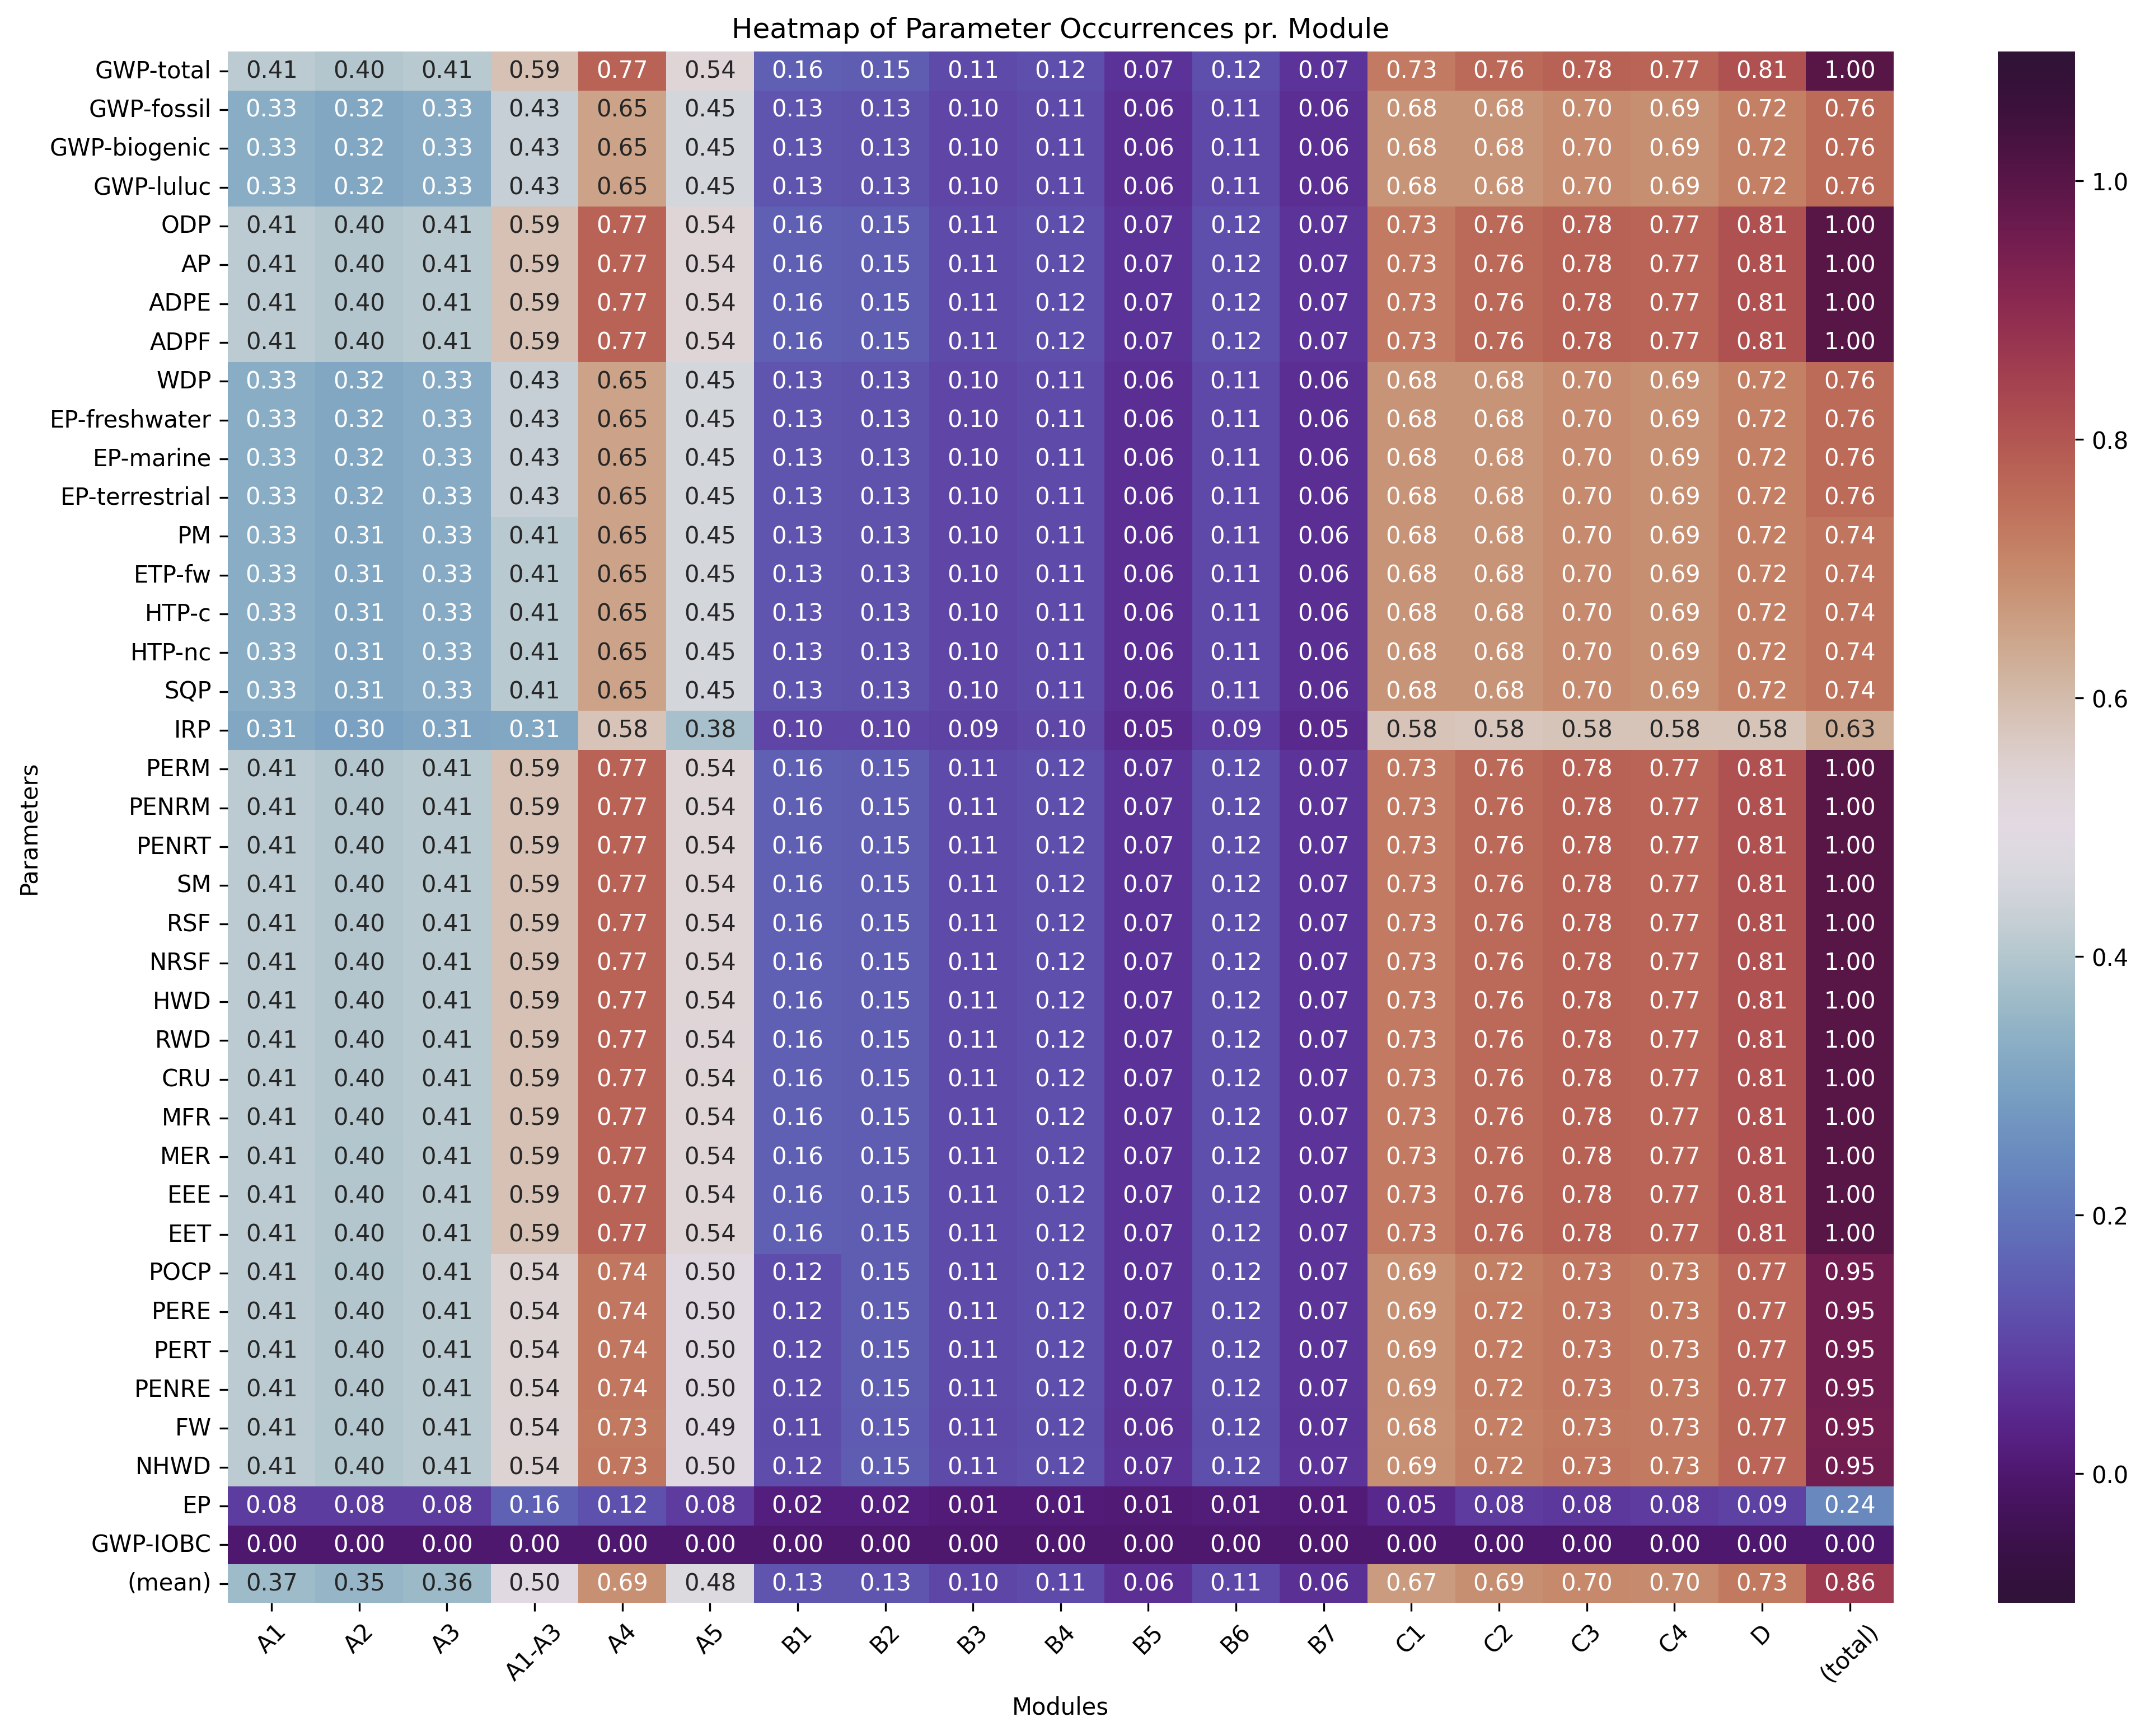 Heatmap of Parameter Occurrences pr. Module
GWP-total 0.41 0.40 0.41 0.59 0.77 0.54 0.16 0.15 0.11 0.12 0.07 0.12 0.07 0.73 0.76 0.78 0.77 0.81 1.00
GWP-fossil 0.33 0.32 0.33 0.43 0.65 0.45 0.13 0.13 0.10 0.11 0.06 0.11 0.06 0.68 0.68 0.70 0.69 0.72 0.76
GWP-biogenic 0.33 0.32 0.33 0.43 0.65 0.45 0.13 0.13 0.10 0.11 0.06 0.11 0.06 0.68 0.68 0.70 0.69 0.72 0.76
GWP-luluc 0.33 0.32 0.33 0.43 0.65 0.45 0.13 0.13 0.10 0.11 0.06 0.11 0.06 0.68 0.68 0.70 0.69 0.72 0.76
ODP 0.41 0.40 0.41 0.59 0.77 0.54 0.16 0.15 0.11 0.12 0.07 0.12 0.07 0.73 0.76 0.78 0.77 0.81 1.00
AP 0.41 0.40 0.41 0.59 0.77 0.54 0.16 0.15 0.11 0.12 0.07 0.12 0.07 0.73 0.76 0.78 0.77 0.81 1.00
ADPE 0.41 0.40 0.41 0.59 0.77 0.54 0.16 0.15 0.11 0.12 0.07 0.12 0.07 0.73 0.76 0.78 0.77 0.81 1.00
ADPF 0.41 0.40 0.41 0.59 0.77 0.54 0.16 0.15 0.11 0.12 0.07 0.12 0.07 0.73 0.76 0.78 0.77 0.81 1.00
WDP 0.33 0.32 0.33 0.43 0.65 0.45 0.13 0.13 0.10 0.11 0.06 0.11 0.06 0.68 0.68 0.70 0.69 0.72 0.76
EP-freshwater 0.33 0.32 0.33 0.43 0.65 0.45 0.13 0.13 0.10 0.11 0.06 0.11 0.06 0.68 0.68 0.70 0.69 0.72 0.76
EP-marine 0.33 0.32 0.33 0.43 0.65 0.45 0.13 0.13 0.10 0.11 0.06 0.11 0.06 0.68 0.68 0.70 0.69 0.72 0.76
EP-terrestrial 0.33 0.32 0.33 0.43 0.65 0.45 0.13 0.13 0.10 0.11 0.06 0.11 0.06 0.68 0.68 0.70 0.69 0.72 0.76
PM 0.33 0.31 0.33 0.41 0.65 0.45 0.13 0.13 0.10 0.11 0.06 0.11 0.06 0.68 0.68 0.70 0.69 0.72 0.74
ETP-fw 0.33 0.31 0.33 0.41 0.65 0.45 0.13 0.13 0.10 0.11 0.06 0.11 0.06 0.68 0.68 0.70 0.69 0.72 0.74
HTP-c 0.33 0.31 0.33 0.41 0.65 0.45 0.13 0.13 0.10 0.11 0.06 0.11 0.06 0.68 0.68 0.70 0.69 0.72 0.74
HTP-nc 0.33 0.31 0.33 0.41 0.65 0.45 0.13 0.13 0.10 0.11 0.06 0.11 0.06 0.68 0.68 0.70 0.69 0.72 0.74
SQP 0.33 0.31 0.33 0.41 0.65 0.45 0.13 0.13 0.10 0.11 0.06 0.11 0.06 0.68 0.68 0.70 0.69 0.72 0.74
IRP 0.31 0.30 0.31 0.31 0.58 0.38 0.10 0.10 0.09 0.10 0.05 0.09 0.05 0.58 0.58 0.58 0.58 0.58 0.63
PERM 0.41 0.40 0.41 0.59 0.77 0.54 0.16 0.15 0.11 0.12 0.07 0.12 0.07 0.73 0.76 0.78 0.77 0.81 1.00
PENRM 0.41 0.40 0.41 0.59 0.77 0.54 0.16 0.15 0.11 0.12 0.07 0.12 0.07 0.73 0.76 0.78 0.77 0.81 1.00
PENRT 0.41 0.40 0.41 0.59 0.77 0.54 0.16 0.15 0.11 0.12 0.07 0.12 0.07 0.73 0.76 0.78 0.77 0.81 1.00
SM 0.41 0.40 0.41 0.59 0.77 0.54 0.16 0.15 0.11 0.12 0.07 0.12 0.07 0.73 0.76 0.78 0.77 0.81 1.00
RSF 0.41 0.40 0.41 0.59 0.77 0.54 0.16 0.15 0.11 0.12 0.07 0.12 0.07 0.73 0.76 0.78 0.77 0.81 1.00
NRSF 0.41 0.40 0.41 0.59 0.77 0.54 0.16 0.15 0.11 0.12 0.07 0.12 0.07 0.73 0.76 0.78 0.77 0.81 1.00
HWD 0.41 0.40 0.41 0.59 0.77 0.54 0.16 0.15 0.11 0.12 0.07 0.12 0.07 0.73 0.76 0.78 0.77 0.81 1.00
RWD 0.41 0.40 0.41 0.59 0.77 0.54 0.16 0.15 0.11 0.12 0.07 0.12 0.07 0.73 0.76 0.78 0.77 0.81 1.00
CRU 0.41 0.40 0.41 0.59 0.77 0.54 0.16 0.15 0.11 0.12 0.07 0.12 0.07 0.73 0.76 0.78 0.77 0.81 1.00
MFR 0.41 0.40 0.41 0.59 0.77 0.54 0.16 0.15 0.11 0.12 0.07 0.12 0.07 0.73 0.76 0.78 0.77 0.81 1.00
MER 0.41 0.40 0.41 0.59 0.77 0.54 0.16 0.15 0.11 0.12 0.07 0.12 0.07 0.73 0.76 0.78 0.77 0.81 1.00
EEE 0.41 0.40 0.41 0.59 0.77 0.54 0.16 0.15 0.11 0.12 0.07 0.12 0.07 0.73 0.76 0.78 0.77 0.81 1.00
EET 0.41 0.40 0.41 0.59 0.77 0.54 0.16 0.15 0.11 0.12 0.07 0.12 0.07 0.73 0.76 0.78 0.77 0.81 1.00
POCP 0.41 0.40 0.41 0.54 0.74 0.50 0.12 0.15 0.11 0.12 0.07 0.12 0.07 0.69 0.72 0.73 0.73 0.77 0.95
PERE 0.41 0.40 0.41 0.54 0.74 0.50 0.12 0.15 0.11 0.12 0.07 0.12 0.07 0.69 0.72 0.73 0.73 0.77 0.95
PERT 0.41 0.40 0.41 0.54 0.74 0.50 0.12 0.15 0.11 0.12 0.07 0.12 0.07 0.69 0.72 0.73 0.73 0.77 0.95
PENRE 0.41 0.40 0.41 0.54 0.74 0.50 0.12 0.15 0.11 0.12 0.07 0.12 0.07 0.69 0.72 0.73 0.73 0.77 0.95
FW 0.41 0.40 0.41 0.54 0.73 0.49 0.11 0.15 0.11 0.12 0.06 0.12 0.07 0.68 0.72 0.73 0.73 0.77 0.95
NHWD 0.41 0.40 0.41 0.54 0.73 0.50 0.12 0.15 0.11 0.12 0.07 0.12 0.07 0.69 0.72 0.73 0.73 0.77 0.95
EP 0.08 0.08 0.08 0.16 0.12 0.08 0.02 0.02 0.01 0.01 0.01 0.01 0.01 0.05 0.08 0.08 0.08 0.09 0.24
GWP-IOBC 0.00 0.00 0.00 0.00 0.00 0.00 0.00 0.00 0.00 0.00 0.00 0.00 0.00 0.00 0.00 0.00 0.00 0.00 0.00
(mean) 0.37 0.35 0.36 0.50 0.69 0.48 0.13 0.13 0.10 0.11 0.06 0.11 0.06 0.67 0.69 0.70 0.70 0.73 0.86
A1 A2 A3 A1-A3 A4 A5 B1 B2 B3 B4 B5 B6 B7 C1 C2 C3 C4 D (total)
Modules
Parameters
1.0
0.8
0.6
0.4
0.2
0.0